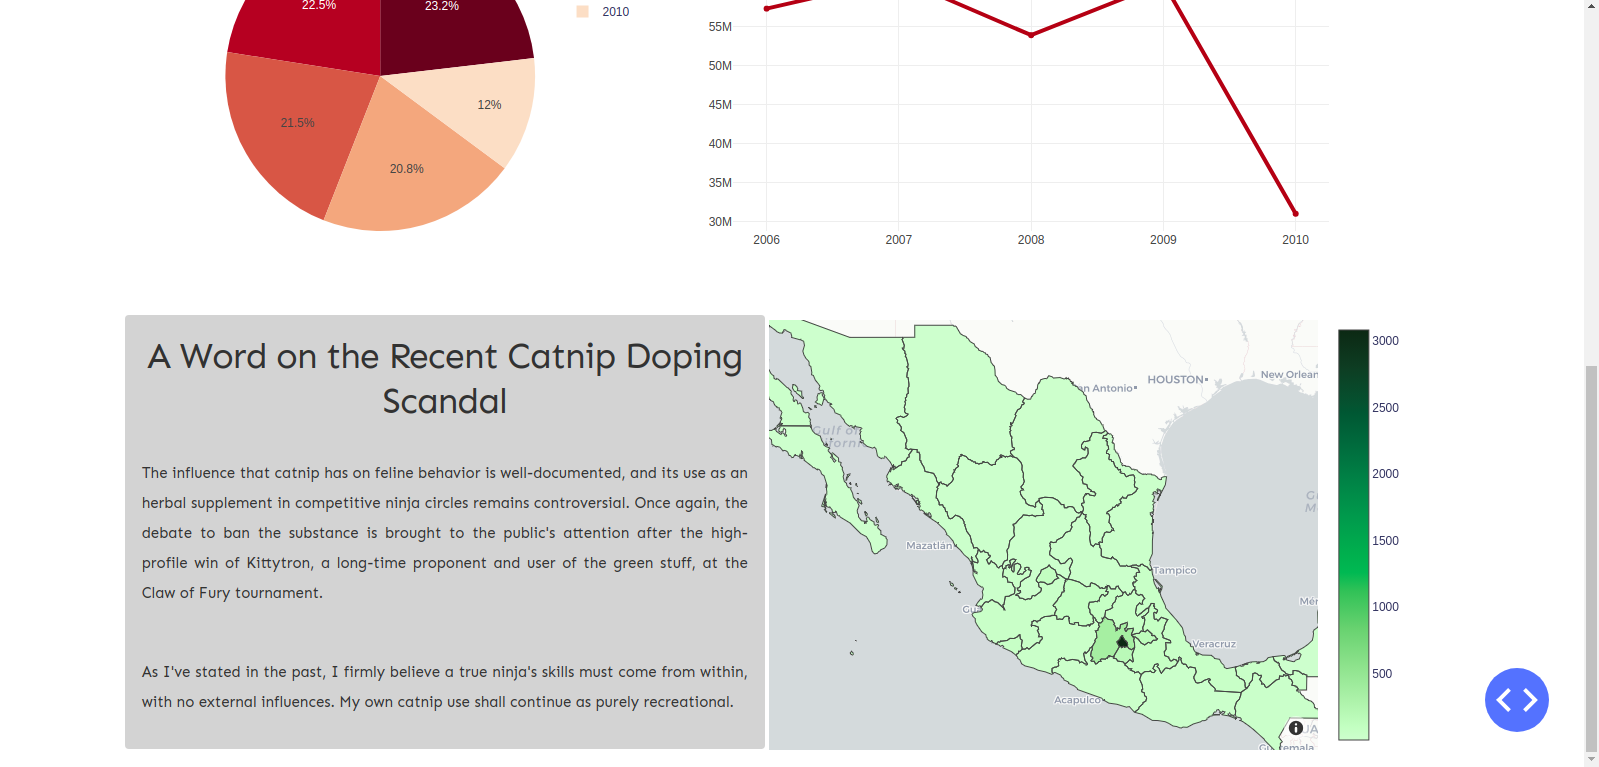 22.5%
23.2%
2010
12%
21.5%
20.8%
55M
50M
45M
40M
35M
30M
2006
2007
2008
2009
2010
A Word on the Recent Catnip Doping
Scandal
The influence that catnip has on feline behavior is well-documented, and its use as an
herbal supplement in competitive ninja circles remains controversial. Once again, the
debate to ban the substance is brought to the public's attention after the high-
profile win of Kittytron, a long-time proponent and user of the green stuff, at the
Claw of Fury tournament.
As I've stated in the past, I firmly believe a true ninja's skills must come from within,
with no external influences. My own catnip use shall continue as purely recreational.
an Antonio
HOUSTON
New Orlean
Gulf of
forn
G
M
Mazatlán
Tampico
Mér
Gu
Veracruz
Acapulco
UA
Guatemala
3000
2500
2000
1500
1000
500